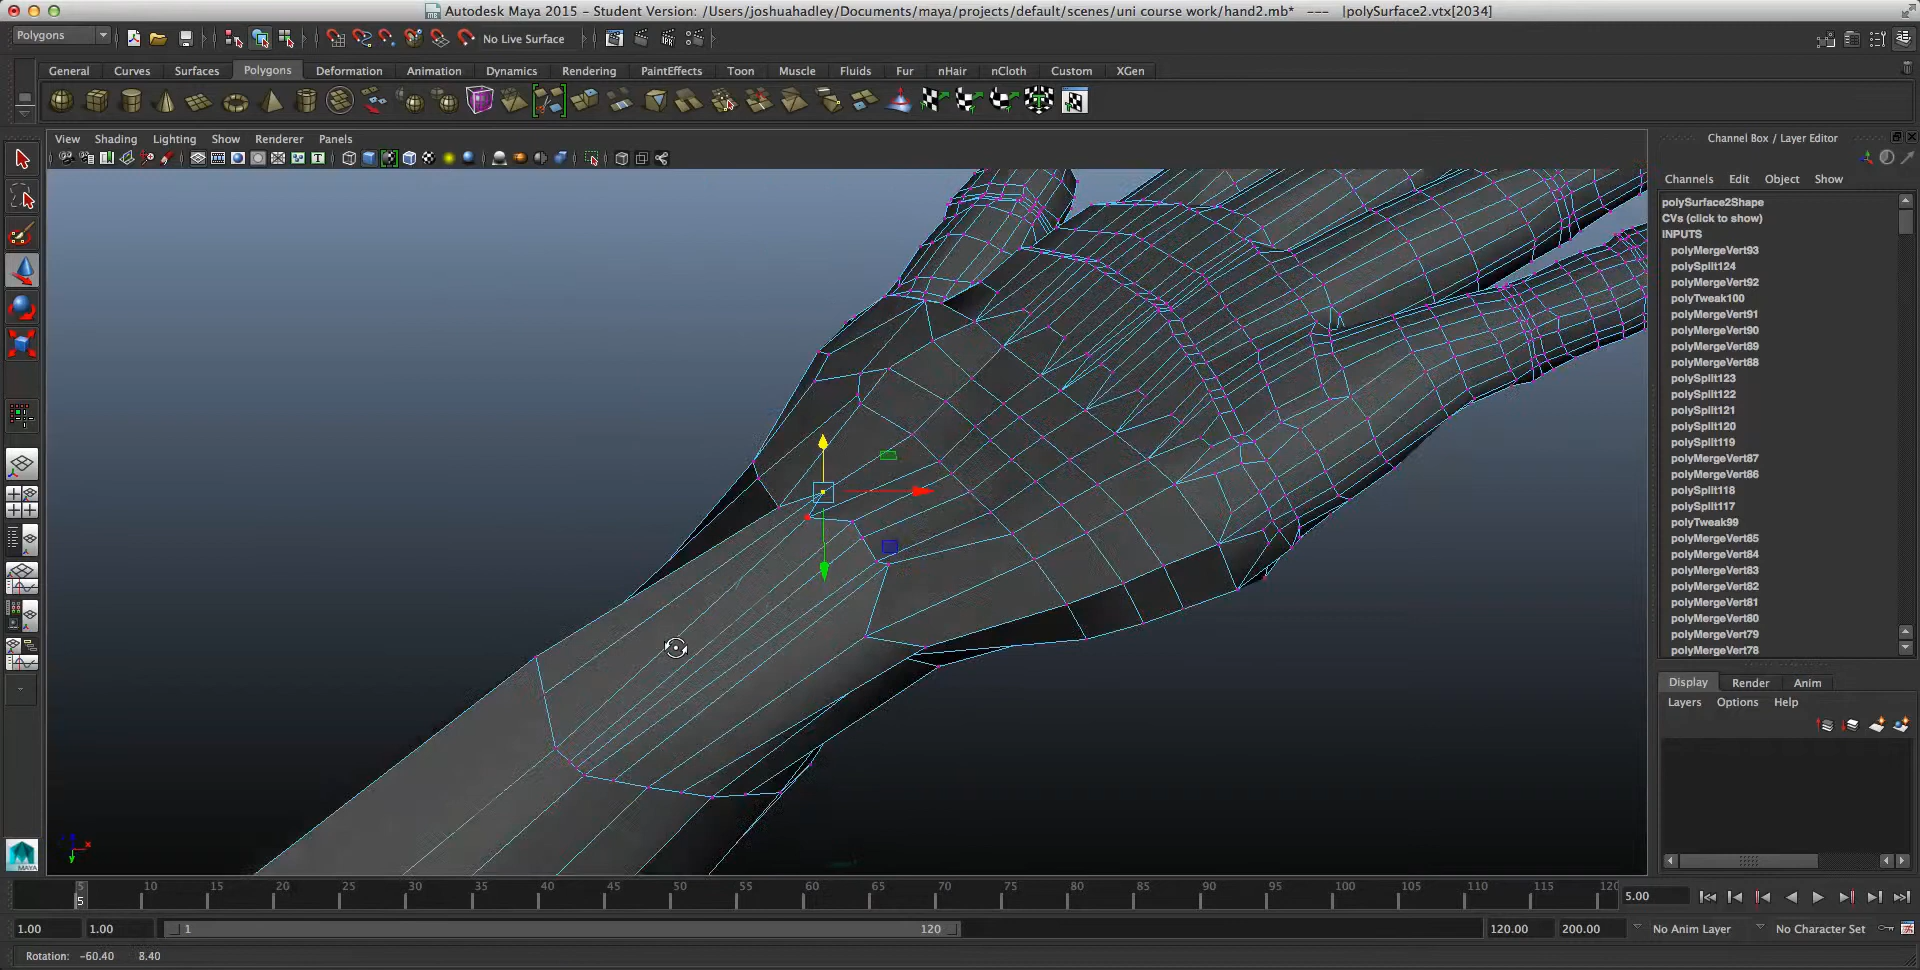 Autodesk Maya 2015 - Student Version: /Users/joshuahadley/Documents/maya/projects/default/scenes/uni course work/hand2.mb* --- |polySurface2.vtx[2034]
Polygons No Live Surface
General Curves Surfaces Polygons Deformation Animation Dynamics Rendering PaintEffects Toon Muscle Fluids Fur nHair nCloth Custom XGen
View Shading Lighting Show Renderer Panels
Channel Box / Layer Editor
Channels Edit Object Show
polySurface2Shape
CVs (click to show)
INPUTS
polyMergeVert93
polySplit124
polyMergeVert92
polyTweak100
polyMergeVert91
polyMergeVert90
polyMergeVert89
polyMergeVert88
polySplit123
polySplit122
polySplit121
polySplit120
polySplit119
polyMergeVert87
polyMergeVert86
polySplit118
polySplit117
polyTweak99
polyMergeVert85
polyMergeVert84
polyMergeVert83
polyMergeVert82
polyMergeVert81
polyMergeVert80
polyMergeVert79
polyMergeVert78
Display Render Anim
Layers Options Help
MAYA
5 10 15 20 25 30 35 40 45 50 55 60 65 70 75 80 85 90 95 100 105 110 115 120
5
5.00
1.00 1.00 1 120 120.00 200.00 No Anim Layer No Character Set
Rotation: -60.40 8.40